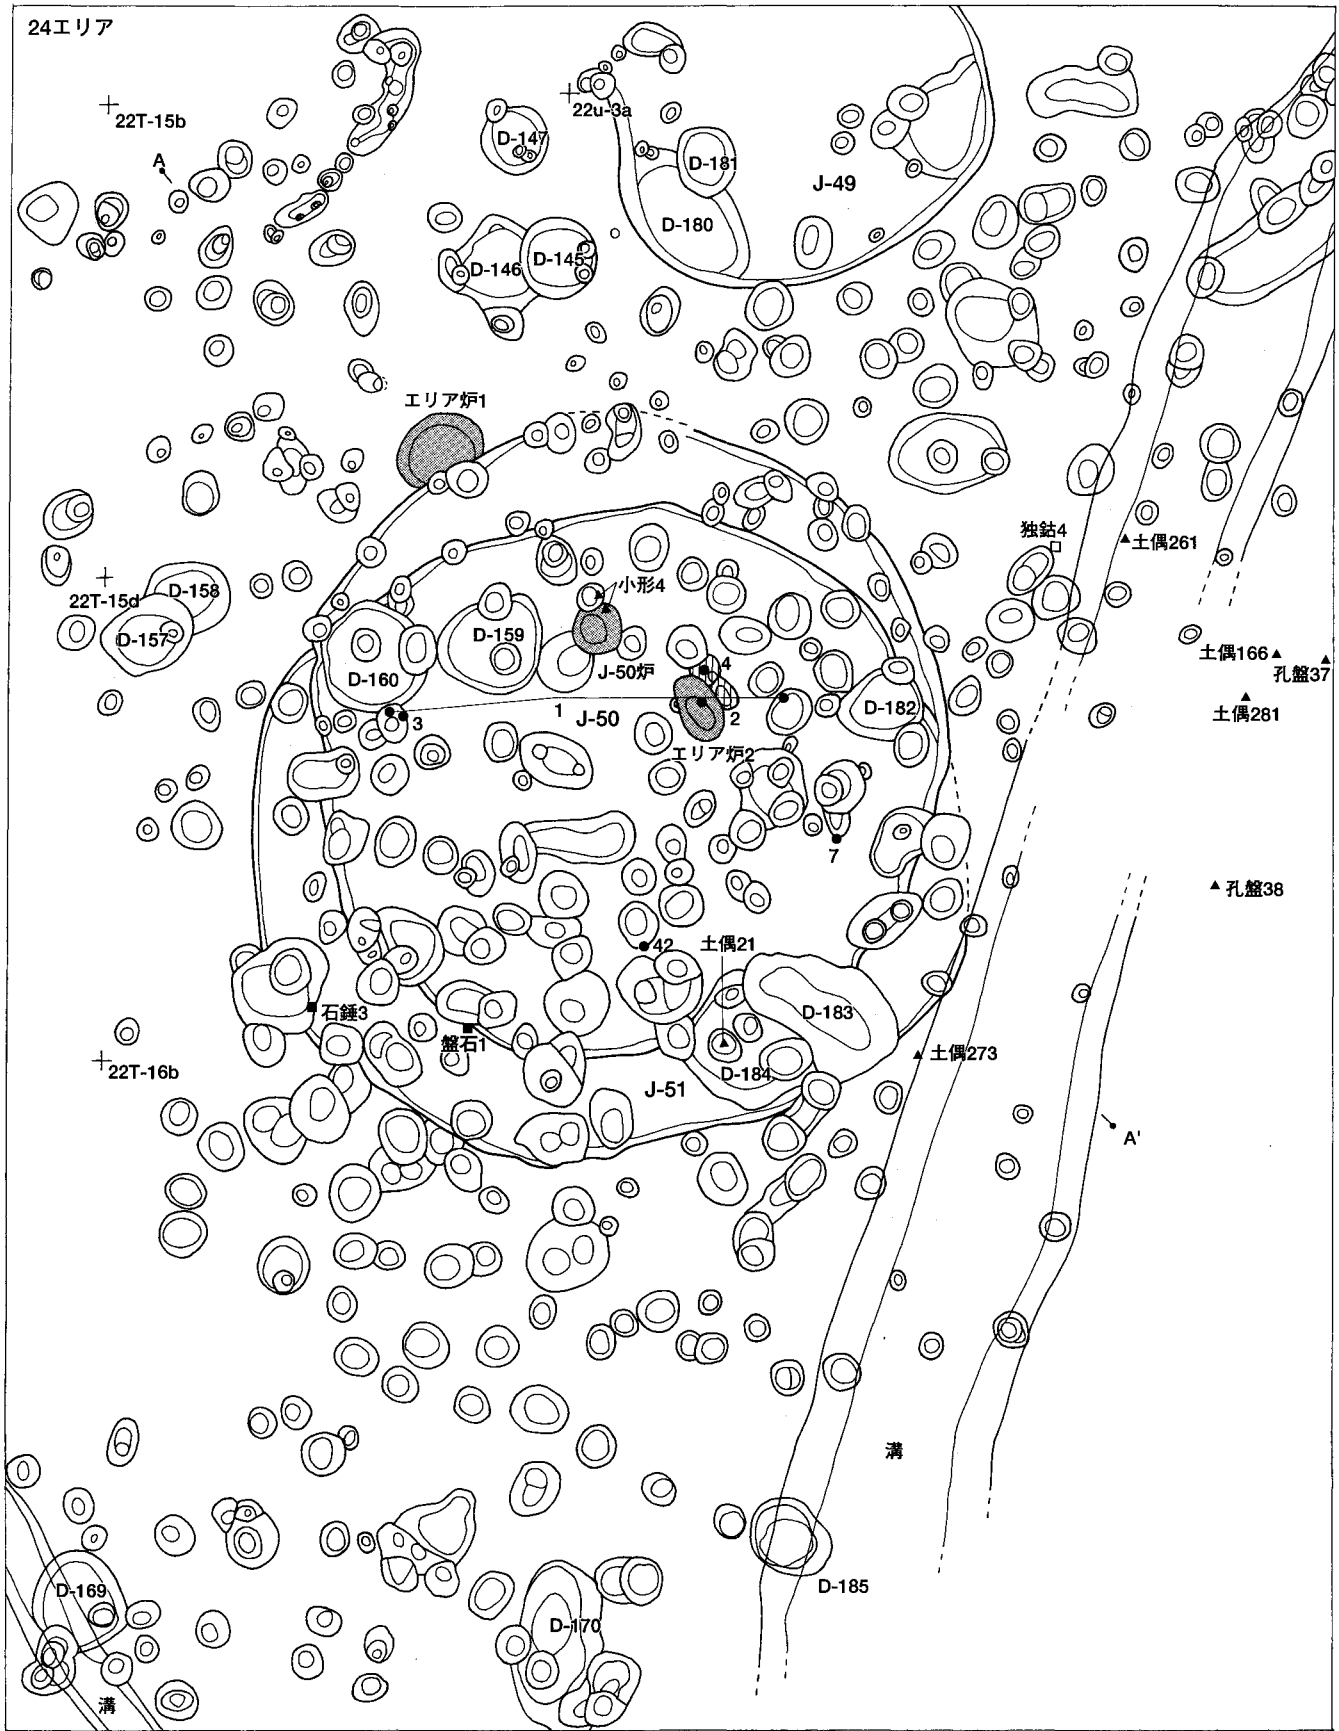 24エリア
22T-15b
A
22u-3a
D-147
D-181
J-49
D-180
D-146
D-145
エリア炉1
独鈷4
土偶261
D-158
22T-15d
D-157
小形4
D-159
D-160
J-50炉
4
土偶166
孔盤37
土偶281
3
1
J-50
2
D-182
エリア炉2
7
孔盤38
42
土偶21
石錘3
盤石1
D-183
土偶273
D-184
22T-16b
J-51
A'
溝
D-185
D-169
D-170
溝